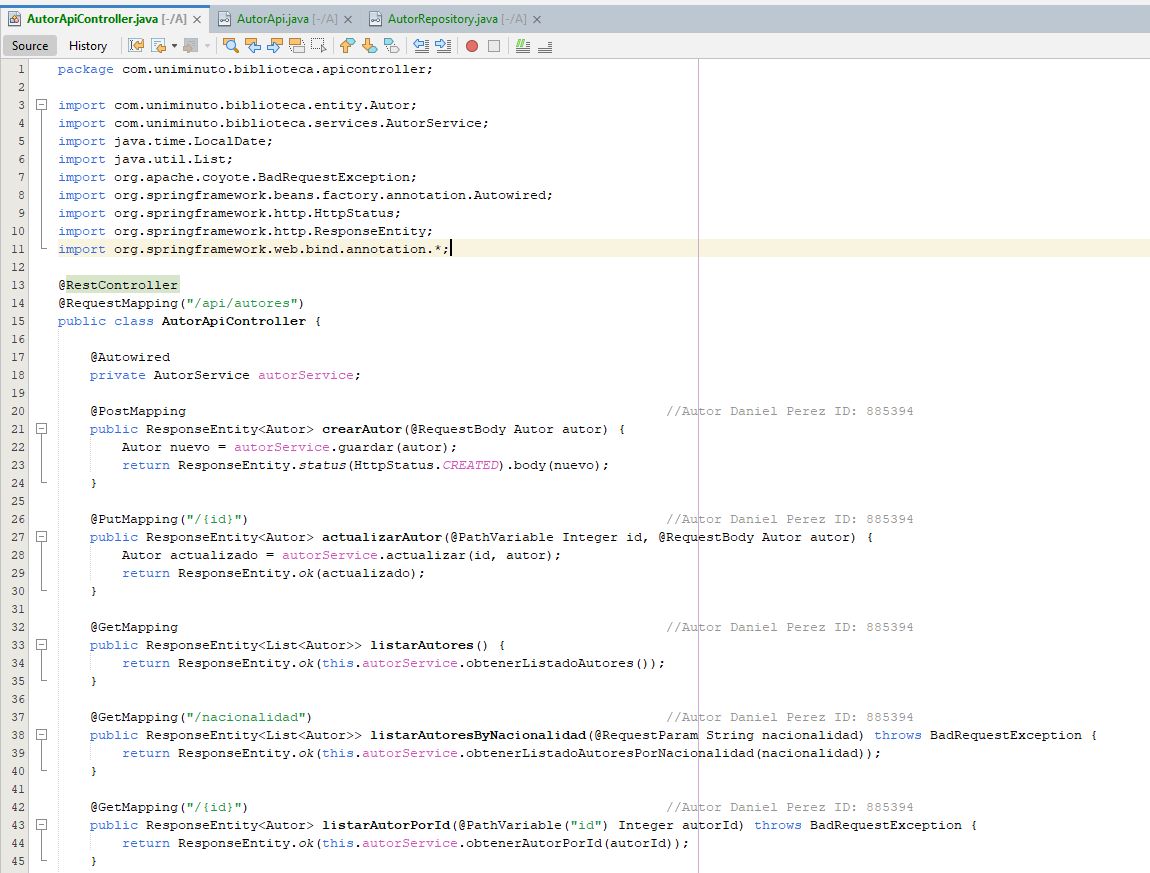 AutorApiController.java [-/A] × AutorApi.java [-/A] × AutorRepository.java [-/A] ×
Source History
1 package com.uniminuto.biblioteca.apicontroller;
2
3 import com.uniminuto.biblioteca.entity.Autor;
4 import com.uniminuto.biblioteca.services.AutorService;
5 import java.time.LocalDate;
6 import java.util.List;
7 import org.apache.coyote.BadRequestException;
8 import org.springframework.beans.factory.annotation.Autowired;
9 import org.springframework.http.HttpStatus;
10 import org.springframework.http.ResponseEntity;
11 import org.springframework.web.bind.annotation.*;
12
13 @RestController
14 @RequestMapping("/api/autores")
15 public class AutorApiController {
16
17 @Autowired
18 private AutorService autorService;
19
20 @PostMapping //Autor Daniel Perez ID: 885394
21 public ResponseEntity<Autor> crearAutor(@RequestBody Autor autor) {
22 Autor nuevo = autorService.guardar(autor);
23 return ResponseEntity.status(HttpStatus.CREATED).body(nuevo);
24 }
25
26 @PutMapping("/{id}") //Autor Daniel Perez ID: 885394
27 public ResponseEntity<Autor> actualizarAutor(@PathVariable Integer id, @RequestBody Autor autor) {
28 Autor actualizado = autorService.actualizar(id, autor);
29 return ResponseEntity.ok(actualizado);
30 }
31
32 @GetMapping //Autor Daniel Perez ID: 885394
33 public ResponseEntity<List<Autor>> listarAutores() {
34 return ResponseEntity.ok(this.autorService.obtenerListadoAutores());
35 }
36
37 @GetMapping("/nacionalidad") //Autor Daniel Perez ID: 885394
38 public ResponseEntity<List<Autor>> listarAutoresByNacionalidad(@RequestParam String nacionalidad) throws BadRequestException {
39 return ResponseEntity.ok(this.autorService.obtenerListadoAutoresPorNacionalidad(nacionalidad));
40 }
41
42 @GetMapping("/{id}") //Autor Daniel Perez ID: 885394
43 public ResponseEntity<Autor> listarAutorPorId(@PathVariable("id") Integer autorId) throws BadRequestException {
44 return ResponseEntity.ok(this.autorService.obtenerAutorPorId(autorId));
45 }